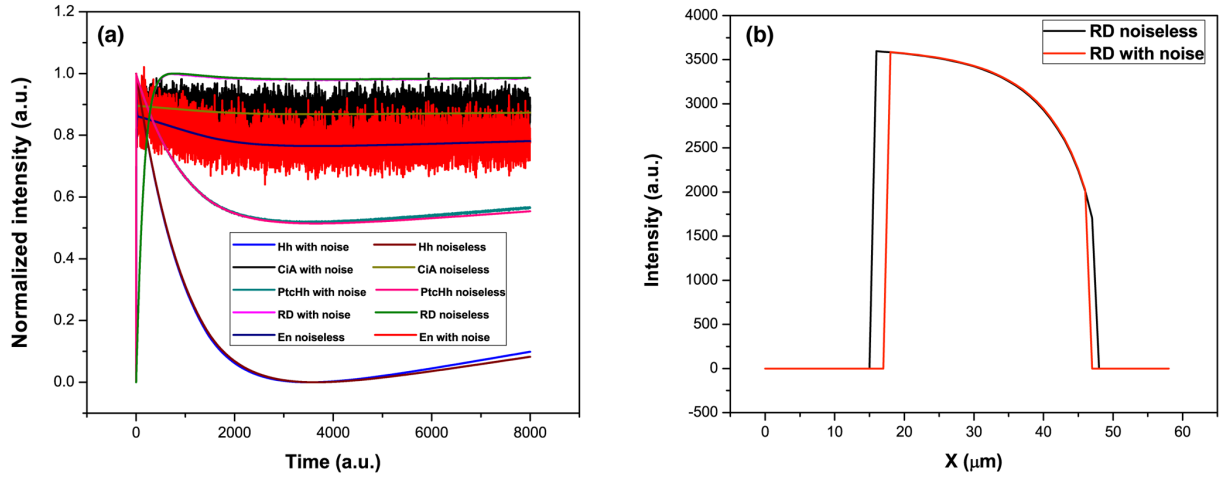 (a)
Normalized intensity (a.u.)
1.2
1.0
0.8
0.6
0.4
0.2
0.0
0
2000
4000
6000
8000
Time (a.u.)
Hh with noise
Hh noiseless
CiA with noise
CiA noiseless
PtcHh with noise
PtcHh noiseless
RD with noise
RD noiseless
En noiseless
En with noise
(b)
Intensity (a.u.)
4000
3500
3000
2500
2000
1500
1000
500
0
-500
0
10
20
30
40
50
60
X (μm)
RD noiseless
RD with noise